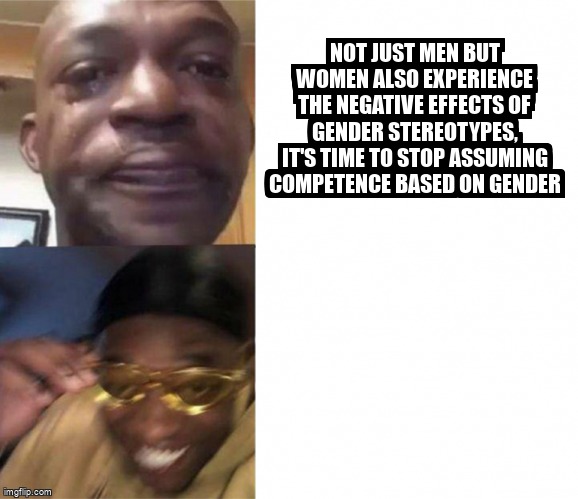 NOT JUST MEN BUT
WOMEN ALSO EXPERIENCE
THE NEGATIVE EFFECTS OF
GENDER STEREOTYPES,
IT'S TIME TO STOP ASSUMING
COMPETENCE BASED ON GENDER
imgflip.com